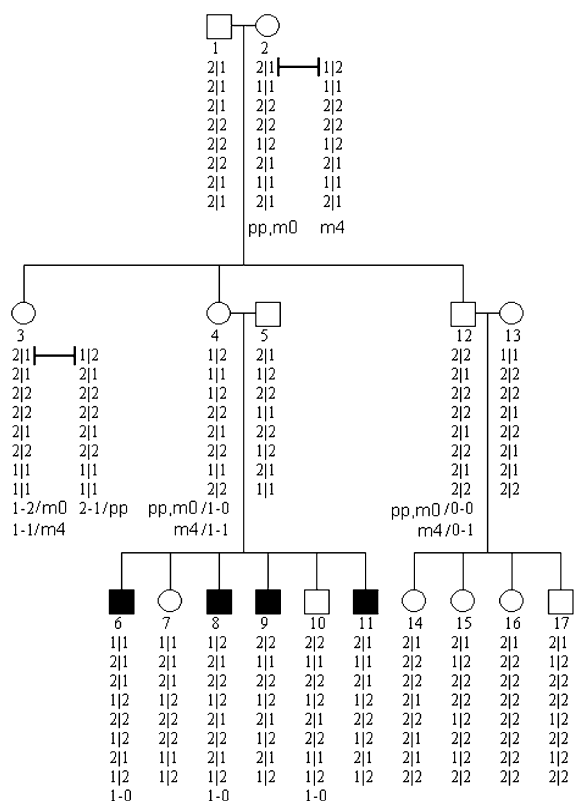 1 2
2|1 2|1 1|2
2|1 1|1 1|1
2|1 2|2 2|2
2|2 2|2 2|2
2|2 1|2 1|2
2|2 2|1 2|1
2|1 1|1 1|1
2|1 2|1 2|1
pp,m0 m4
3 4 5 12 13
2|1 1|2 1|2 2|1 2|2 1|1
2|1 2|1 1|1 1|2 2|1 2|2
2|2 2|2 1|2 2|2 2|2 2|2
2|2 2|2 2|2 1|1 2|2 2|1
2|1 2|1 2|1 2|2 2|2 2|2
2|2 2|2 1|2 1|2 2|1 2|1
1|1 1|1 2|1 2|1 2|1 2|1
1|1 1|1 2|2 1|1 2|2 2|2
1-2/m0 2-1/pp pp,m0/1-0 pp,m0/0-0
1-1/m4 m4/1-1 m4/0-1
6 7 8 9 10 11 14 15 16 17
1|1 1|1 1|2 2|2 2|2 2|1 2|1 2|1 2|1 2|1
2|1 2|1 1|1 2|1 1|1 1|1 2|2 1|2 2|2 1|2
2|1 2|1 2|1 2|2 1|1 2|1 2|1 2|2 2|1 2|2
1|2 1|2 1|2 2|1 2|1 1|2 2|2 2|2 2|2 2|2
2|2 2|2 2|1 2|1 2|2 2|1 2|2 1|2 2|2 1|2
1|2 2|2 2|1 1|2 1|1 2|2 2|1 2|2 2|1 1|2
2|1 1|1 1|2 2|2 1|2 1|1 2|2 2|2 2|2 1|2
1|2 1|2 1|2 1|2 1|2 1|2 2|2 2|2 2|2 2|2
1-0 1-0 1-0